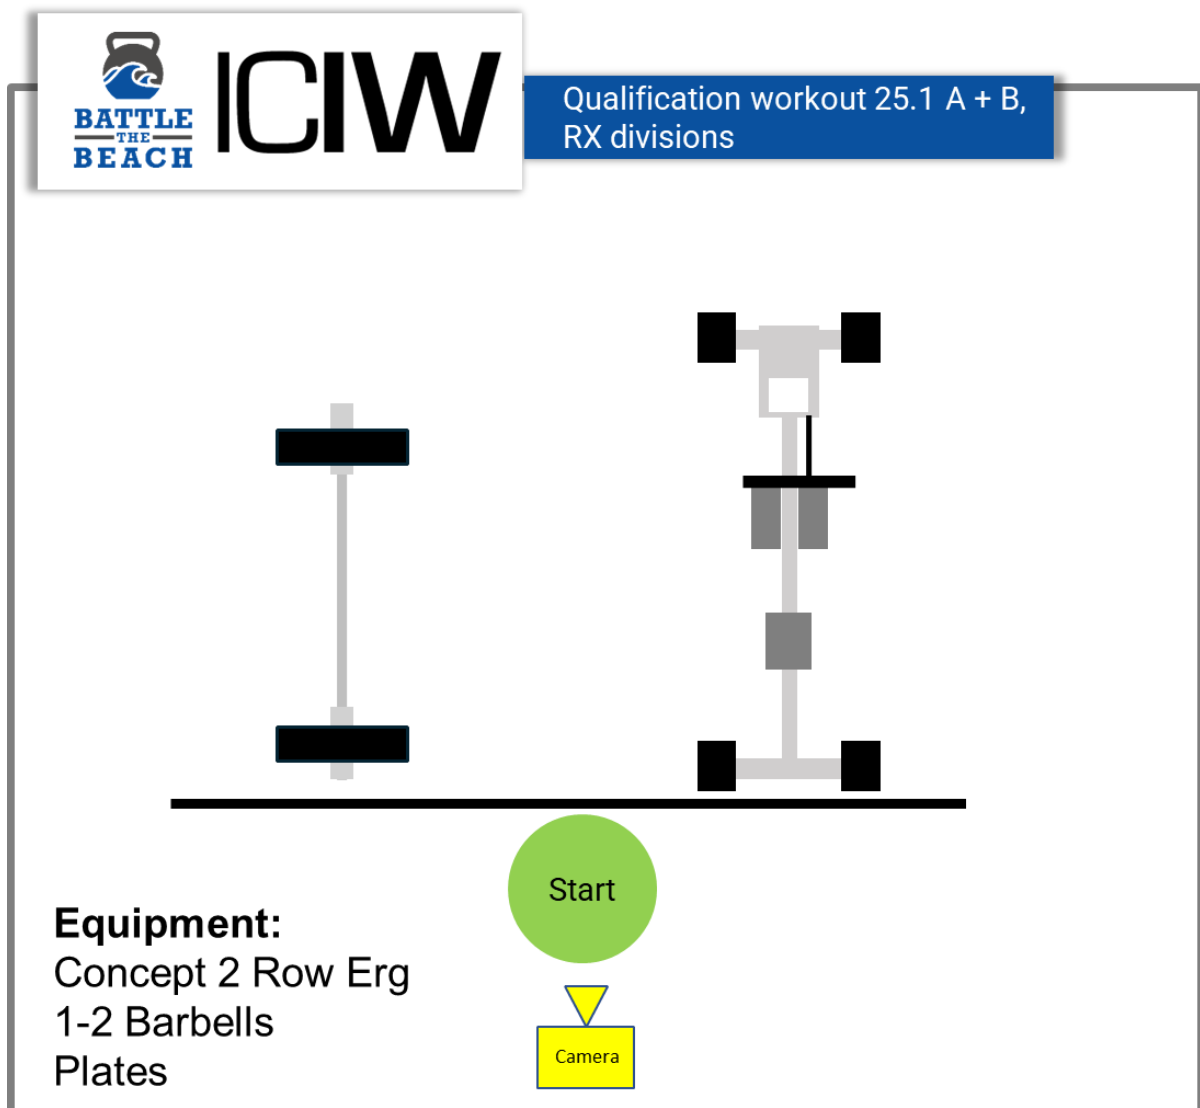 BATTLE
THE
BEACH
ICIW
Qualification workout 25.1 A + B,
RX divisions
Start
Equipment:
Concept 2 Row Erg
1-2 Barbells
Plates
Camera